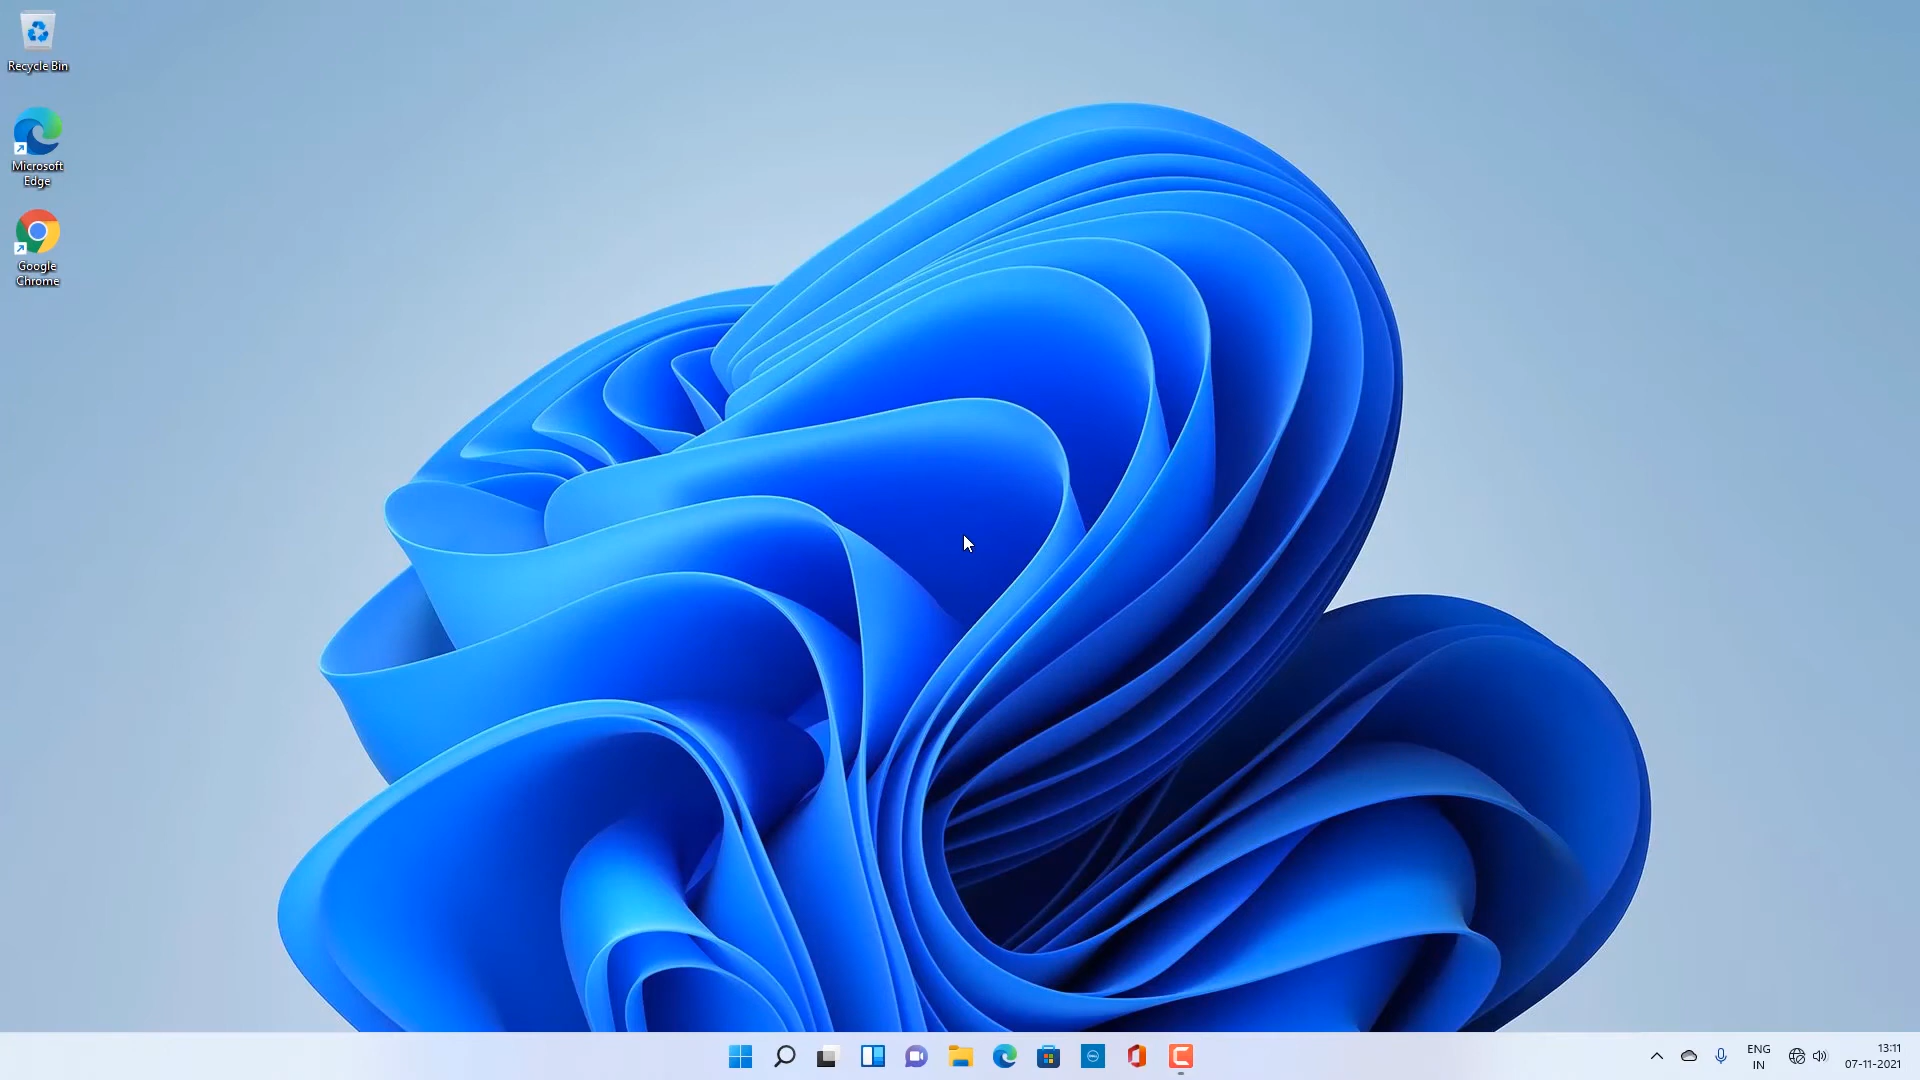 Recycle Bin
Microsoft
Edge
Google
Chrome
ENG
IN
13:11
07-11-2021